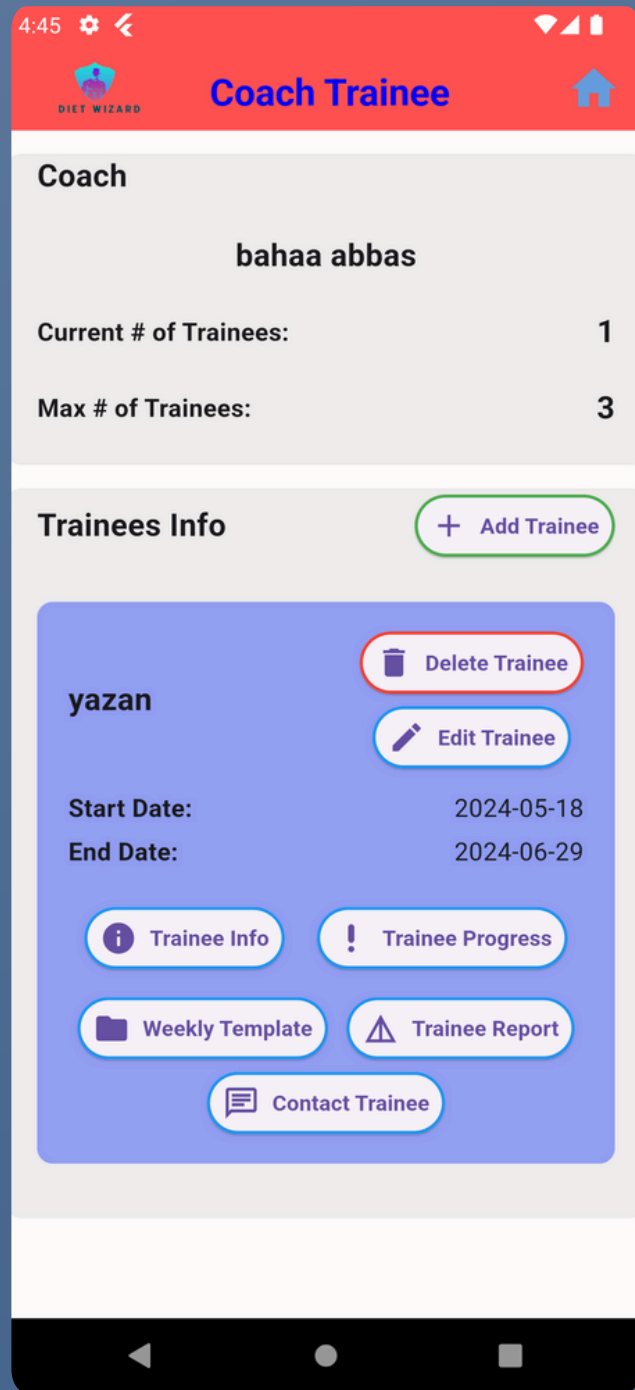 4:45
DIET WIZARD
Coach Trainee
Coach
bahaa abbas
Current # of Trainees: 1
Max # of Trainees: 3
Trainees Info
Add Trainee
Delete Trainee
yazan
Edit Trainee
Start Date: 2024-05-18
End Date: 2024-06-29
Trainee Info Trainee Progress
Weekly Template Trainee Report
Contact Trainee